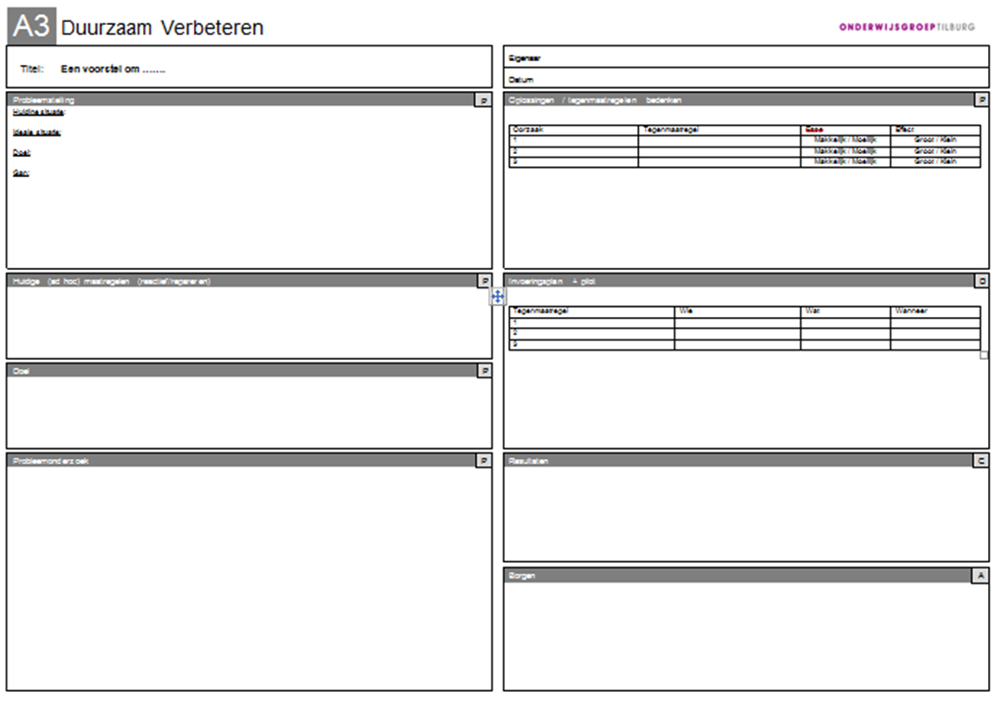 A3 Duurzaam Verbeteren
ONDERWIJSGROEPTILBURG
Titel: Een voorstel om .......
Eigenaar
Datum
Probleemstelling P
Huidige situatie:
Ideale situatie:
Doel:
Gap:
Huidige (ad hoc) maatregelen (reactief/repareren) P
Doel P
Probleemonderzoek P
Oplossingen / tegenmaatregelen bedenken P
Oorzaak Tegenmaatregel Ease Effect
1 Makkelijk / Moeilijk Groot / Klein
2 Makkelijk / Moeilijk Groot / Klein
3 Makkelijk / Moeilijk Groot / Klein
Invoeringsplan + pilot D
Tegenmaatregel Wie Wat Wanneer
1
2
3
Resultaten C
Borgen A